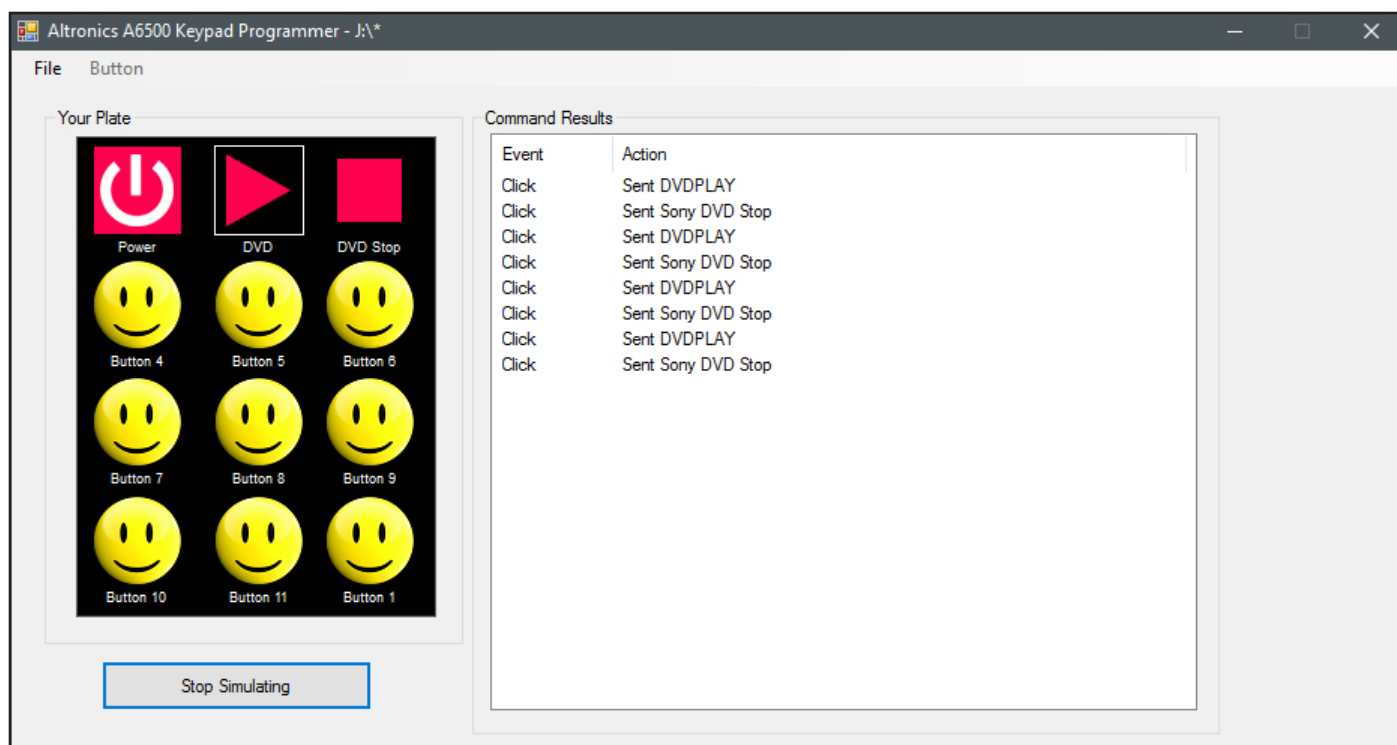 Altronics A6500 Keypad Programmer - J:\*
File Button
Your Plate
Power DVD DVD Stop
Button 4 Button 5 Button 6
Button 7 Button 8 Button 9
Button 10 Button 11 Button 1
Stop Simulating
Command Results
Event Action
Click Sent DVDPLAY
Click Sent Sony DVD Stop
Click Sent DVDPLAY
Click Sent Sony DVD Stop
Click Sent DVDPLAY
Click Sent Sony DVD Stop
Click Sent DVDPLAY
Click Sent Sony DVD Stop